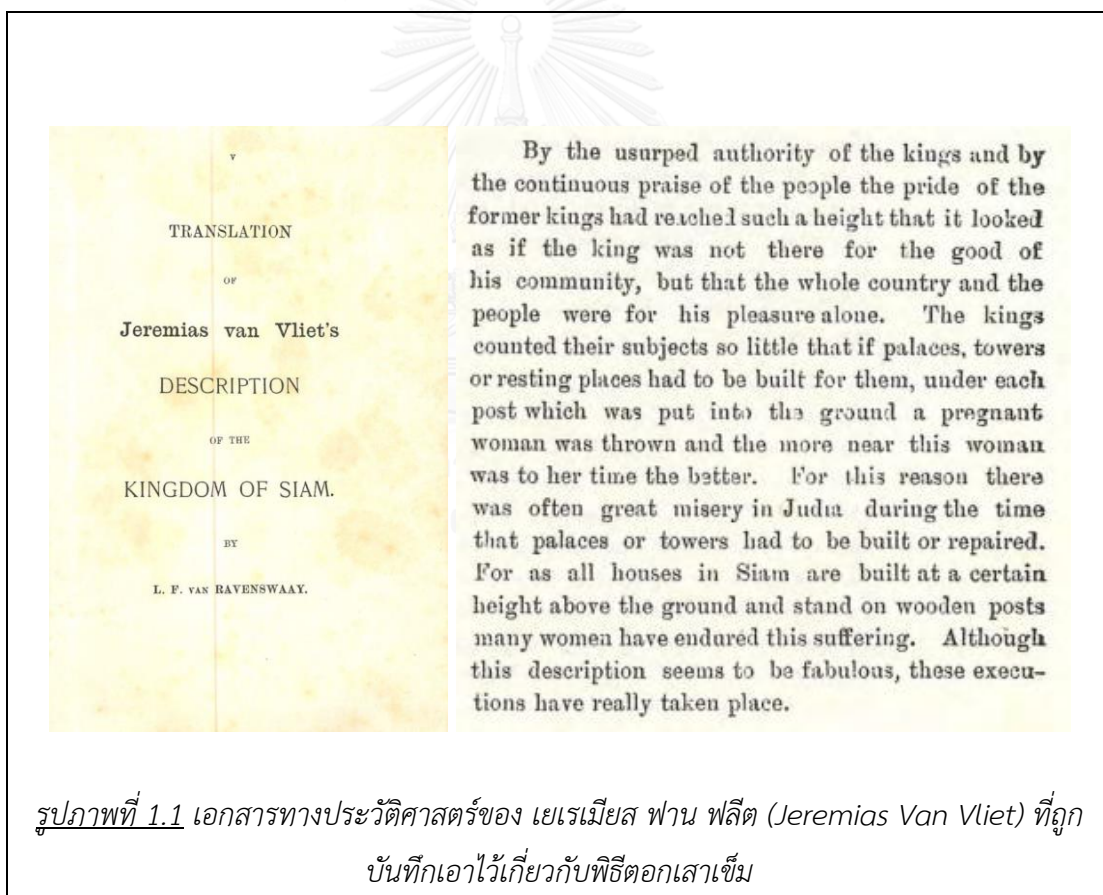 V
TRANSLATION
OF
Jeremias van Vliet's
DESCRIPTION
OF THE
KINGDOM OF SIAM.
BY
L. F. VAN RAVENSWAAY.
By the usurped authority of the kings and by
the continuous praise of the people the pride of the
former kings had reached such a height that it looked
as if the king was not there for the good of
his community, but that the whole country and the
people were for his pleasure alone. The kings
counted their subjects so little that if palaces, towers
or resting places had to be built for them, under each
post which was put into the ground a pregnant
woman was thrown and the more near this woman
was to her time the better. For this reason there
was often great misery in Judia during the time
that palaces or towers had to be built or repaired.
For as all houses in Siam are built at a certain
height above the ground and stand on wooden posts
many women have endured this suffering. Although
this description seems to be fabulous, these execu-
tions have really taken place.
รูปภาพที่ 1.1 เอกสารทางประวัติศาสตร์ของ เยเรเมียส ฟาน ฟลีต (Jeremias Van Vliet) ที่ถูก
บันทึกเอาไว้เกี่ยวกับพิธีตอกเสาเข็ม